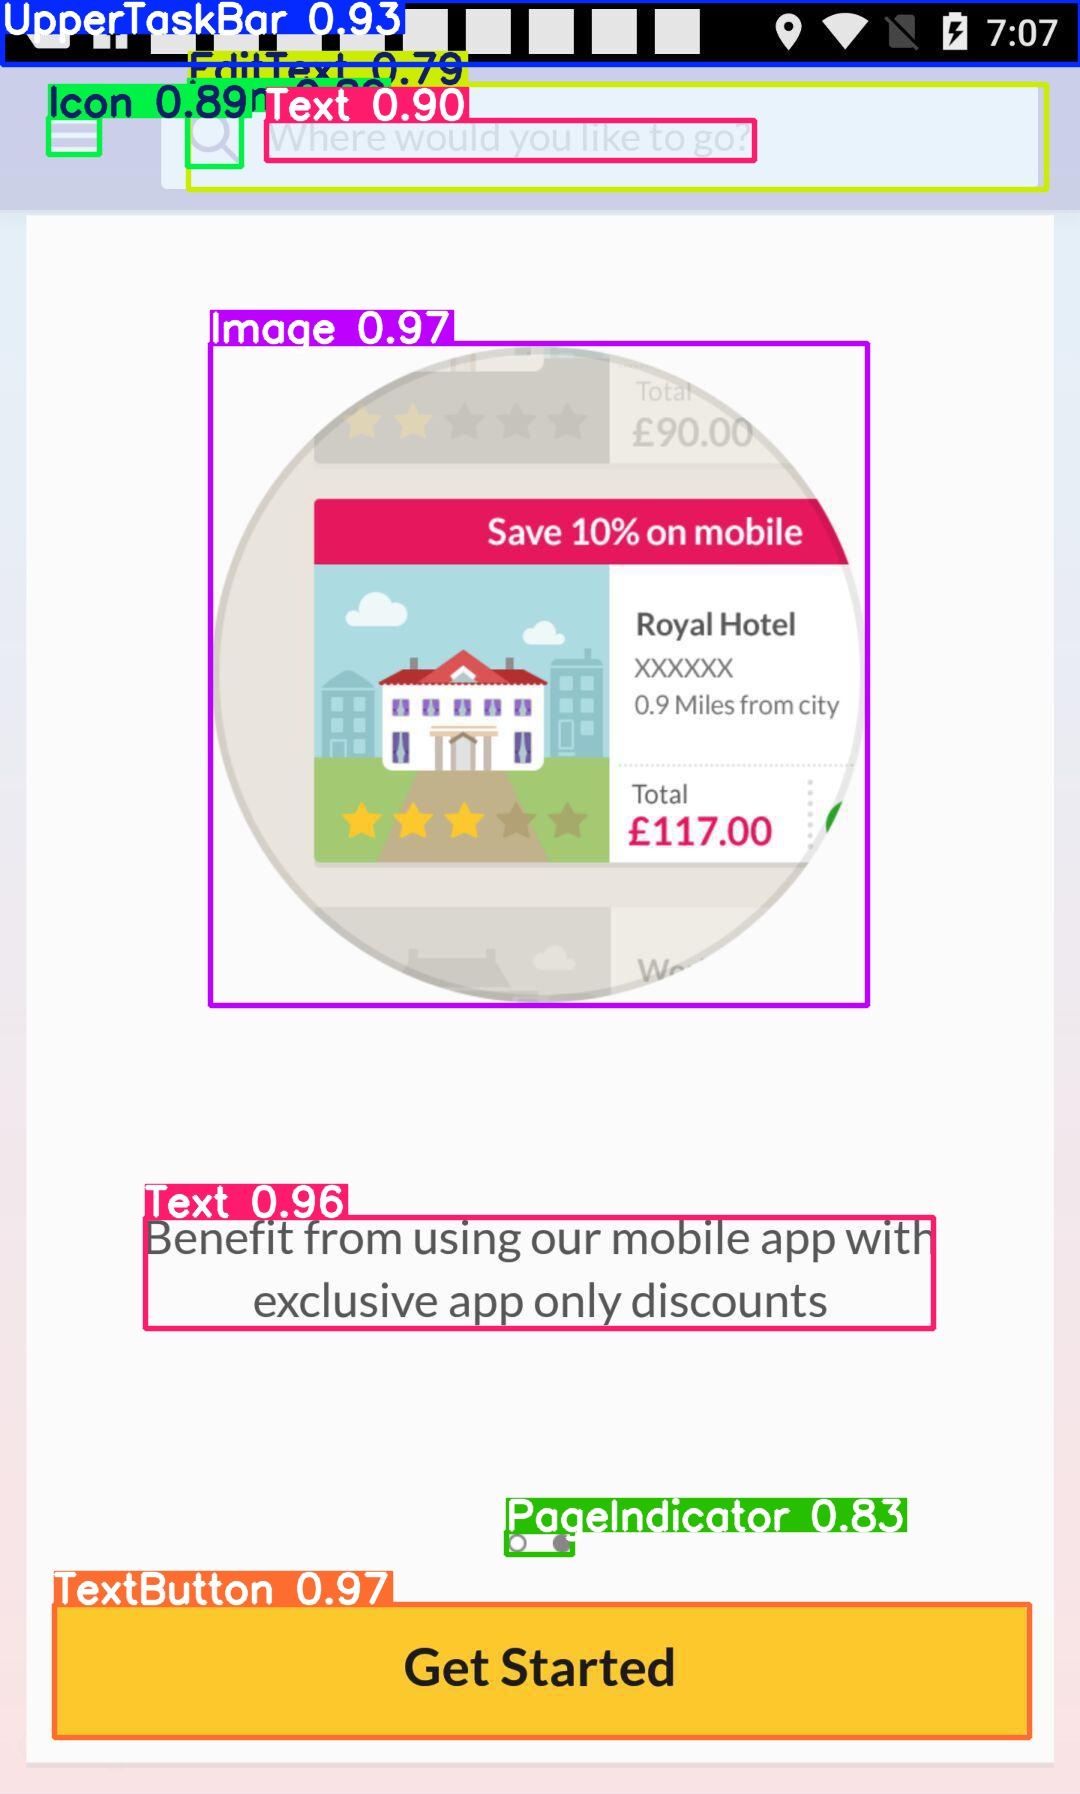 UpperTaskBar 0.93
7:07
EditText 0.79
Icon 0.89
Text 0.90
Where would you like to go?
Image 0.97
Total
£90.00
Save 10% on mobile
Royal Hotel
XXXXXX
0.9 Miles from city
Total
£117.00
Text 0.96
Benefit from using our mobile app with
exclusive app only discounts
PageIndicator 0.83
TextButton 0.97
Get Started